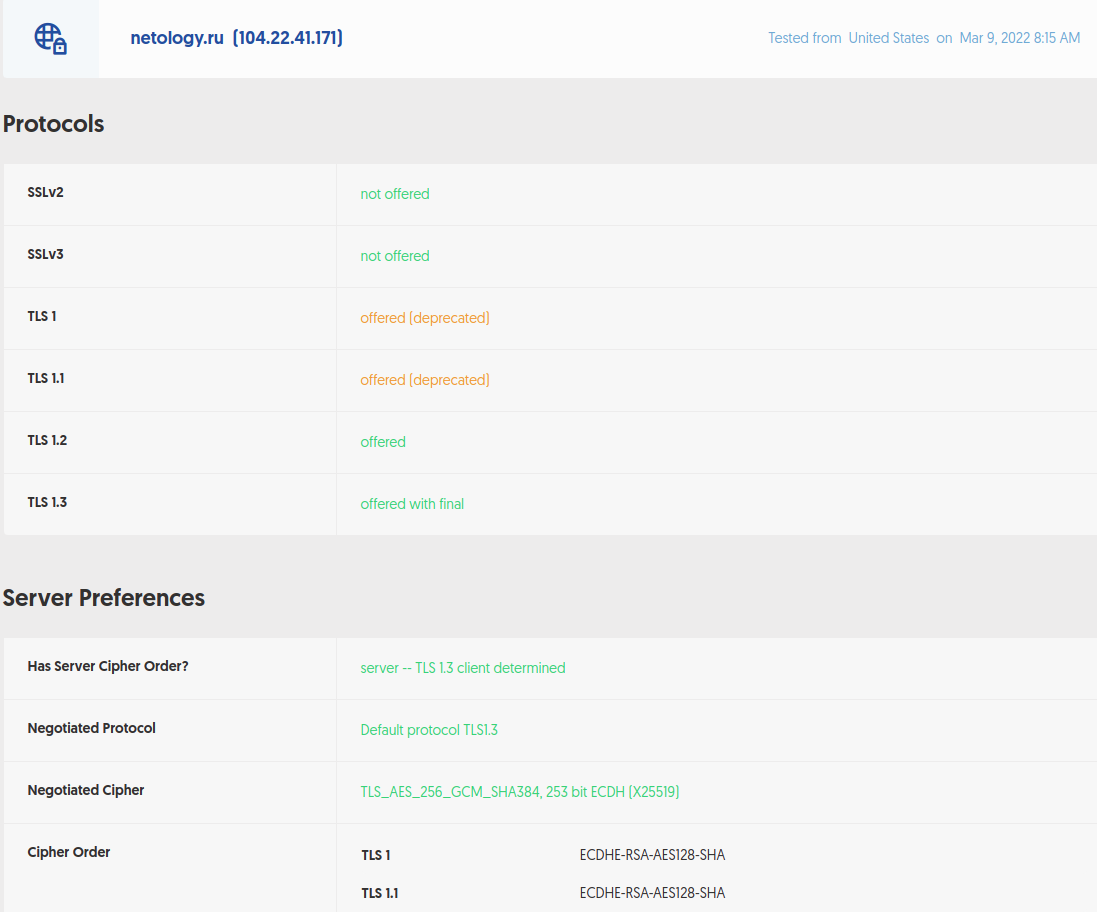 netology.ru (104.22.41.171) Tested from United States on Mar 9, 2022 8:15 AM
Protocols
SSLv2 not offered
SSLv3 not offered
TLS 1 offered (deprecated)
TLS 1.1 offered (deprecated)
TLS 1.2 offered
TLS 1.3 offered with final
Server Preferences
Has Server Cipher Order? server -- TLS 1.3 client determined
Negotiated Protocol Default protocol TLS1.3
Negotiated Cipher TLS_AES_256_GCM_SHA384, 253 bit ECDH (X25519)
Cipher Order TLS 1 ECDHE-RSA-AES128-SHA
TLS 1.1 ECDHE-RSA-AES128-SHA